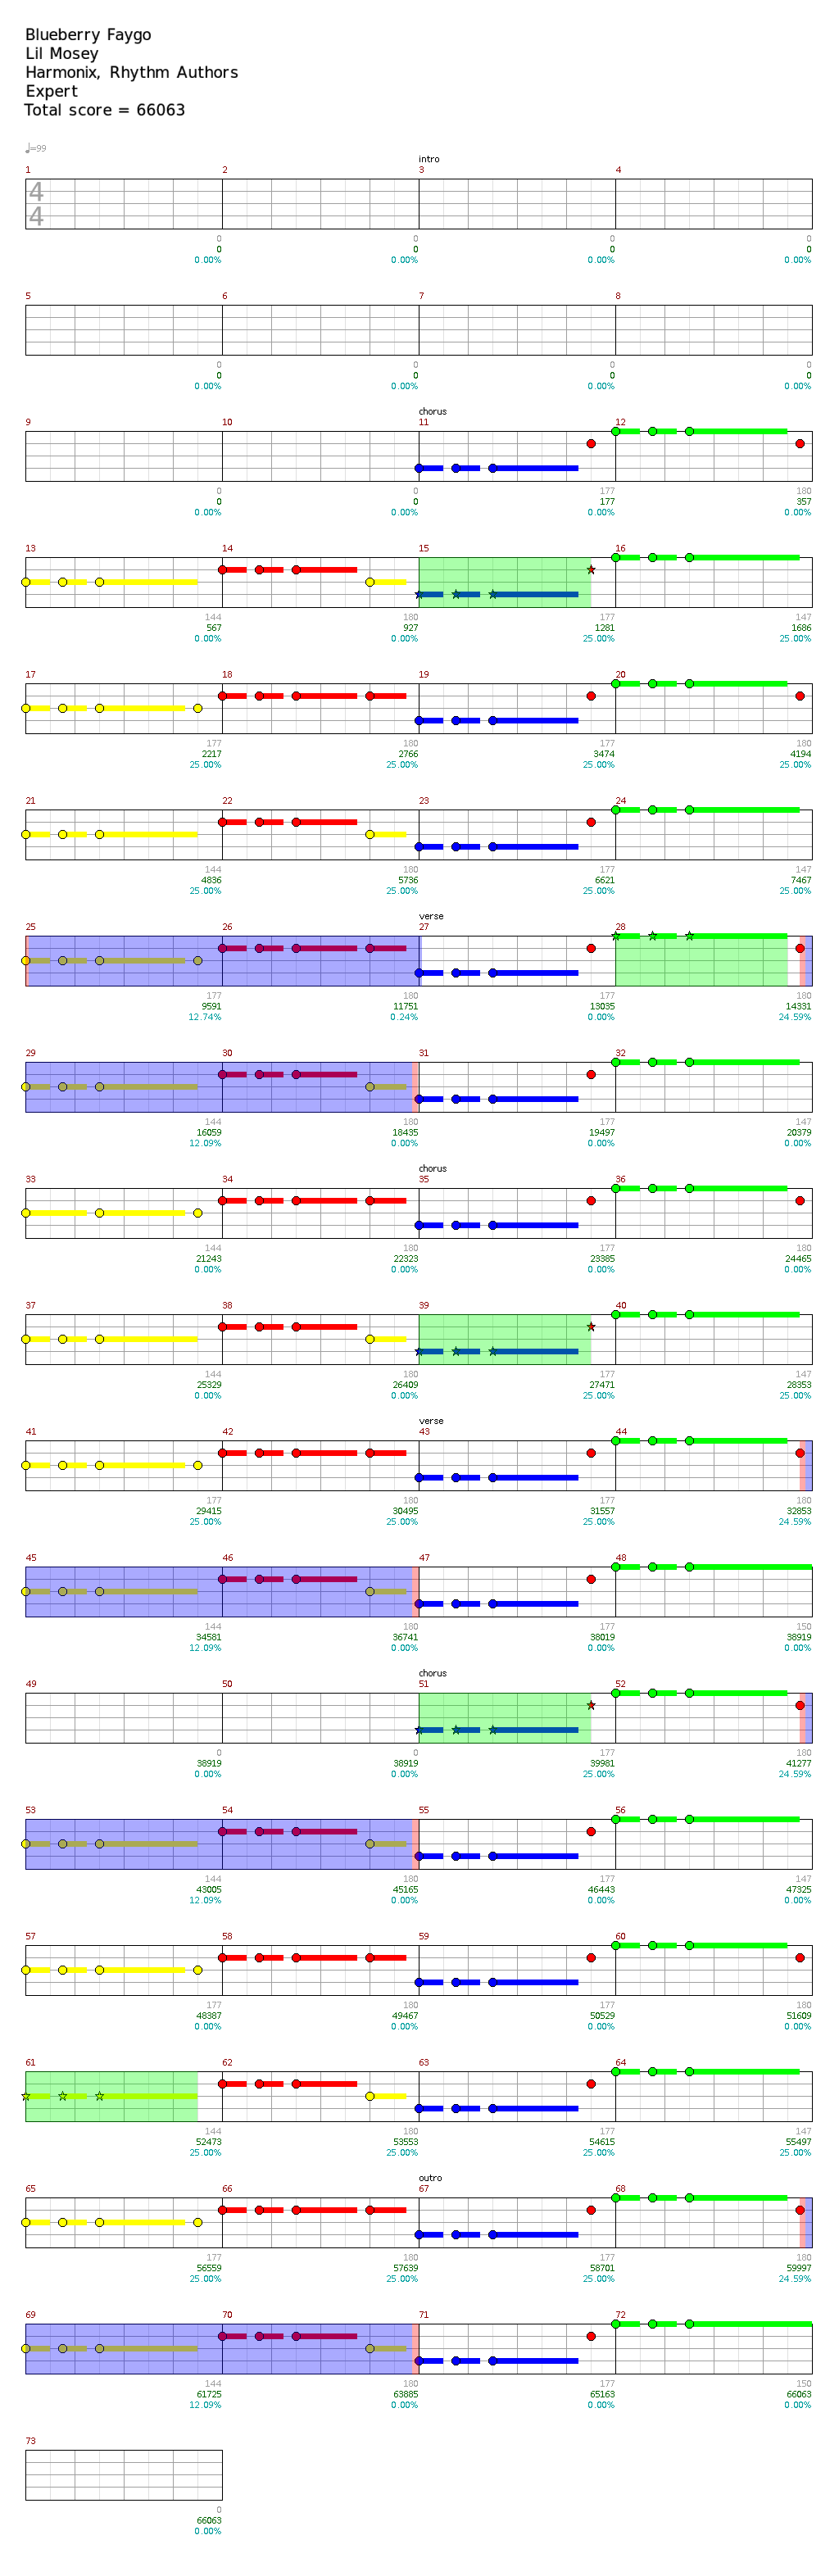 Blueberry Faygo
Lil Mosey
Harmonix, Rhythm Authors
Expert
Total score = 66063
♩=99
intro
1 2 3 4
4
4
0 0 0 0
0 0 0 0
0.00% 0.00% 0.00% 0.00%
5 6 7 8
0 0 0 0
0 0 0 0
0.00% 0.00% 0.00% 0.00%
chorus
9 10 11 12
0 0 177 180
0 0 177 357
0.00% 0.00% 0.00% 0.00%
13 14 15 16
144 180 177 147
567 927 1281 1686
0.00% 0.00% 25.00% 25.00%
17 18 19 20
177 180 177 180
2217 2766 3474 4194
25.00% 25.00% 25.00% 25.00%
21 22 23 24
144 180 177 147
4836 5736 6621 7467
25.00% 25.00% 25.00% 25.00%
verse
25 26 27 28
177 180 177 180
9591 11751 13035 14331
12.74% 0.24% 0.00% 24.59%
29 30 31 32
144 180 177 147
16059 18435 19497 20379
12.09% 0.00% 0.00% 0.00%
chorus
33 34 35 36
144 180 177 180
21243 22323 23385 24465
0.00% 0.00% 0.00% 0.00%
37 38 39 40
144 180 177 147
25329 26409 27471 28353
0.00% 0.00% 25.00% 25.00%
verse
41 42 43 44
177 180 177 180
29415 30495 31557 32853
25.00% 25.00% 25.00% 24.59%
45 46 47 48
144 180 177 150
34581 36741 38019 38919
12.09% 0.00% 0.00% 0.00%
chorus
49 50 51 52
0 0 177 180
38919 38919 39981 41277
0.00% 0.00% 25.00% 24.59%
53 54 55 56
144 180 177 147
43005 45165 46443 47325
12.09% 0.00% 0.00% 0.00%
57 58 59 60
177 180 177 180
48387 49467 50529 51609
0.00% 0.00% 0.00% 0.00%
61 62 63 64
144 180 177 147
52473 53553 54615 55497
25.00% 25.00% 25.00% 25.00%
outro
65 66 67 68
177 180 177 180
56559 57639 58701 59997
25.00% 25.00% 25.00% 24.59%
69 70 71 72
144 180 177 150
61725 63885 65163 66063
12.09% 0.00% 0.00% 0.00%
73
0
66063
0.00%